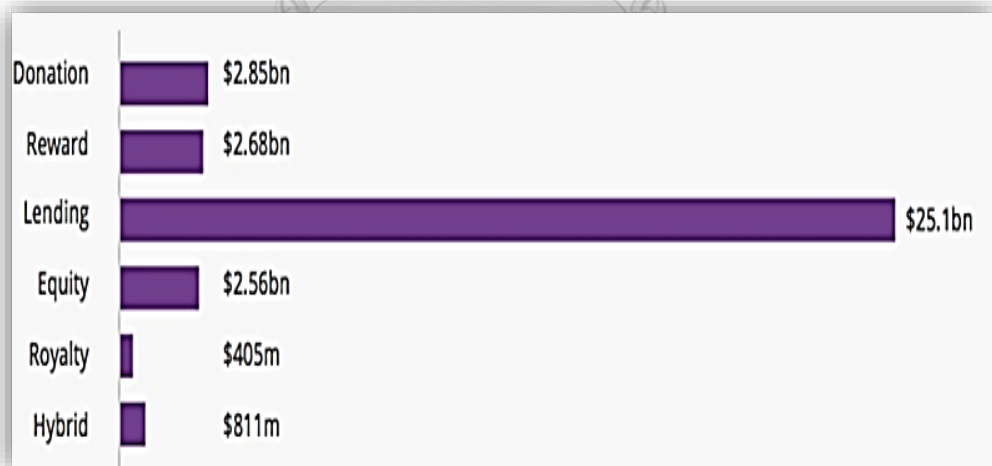 Donation $2.85bn
Reward $2.68bn
Lending $25.1bn
Equity $2.56bn
Royalty $405m
Hybrid $811m